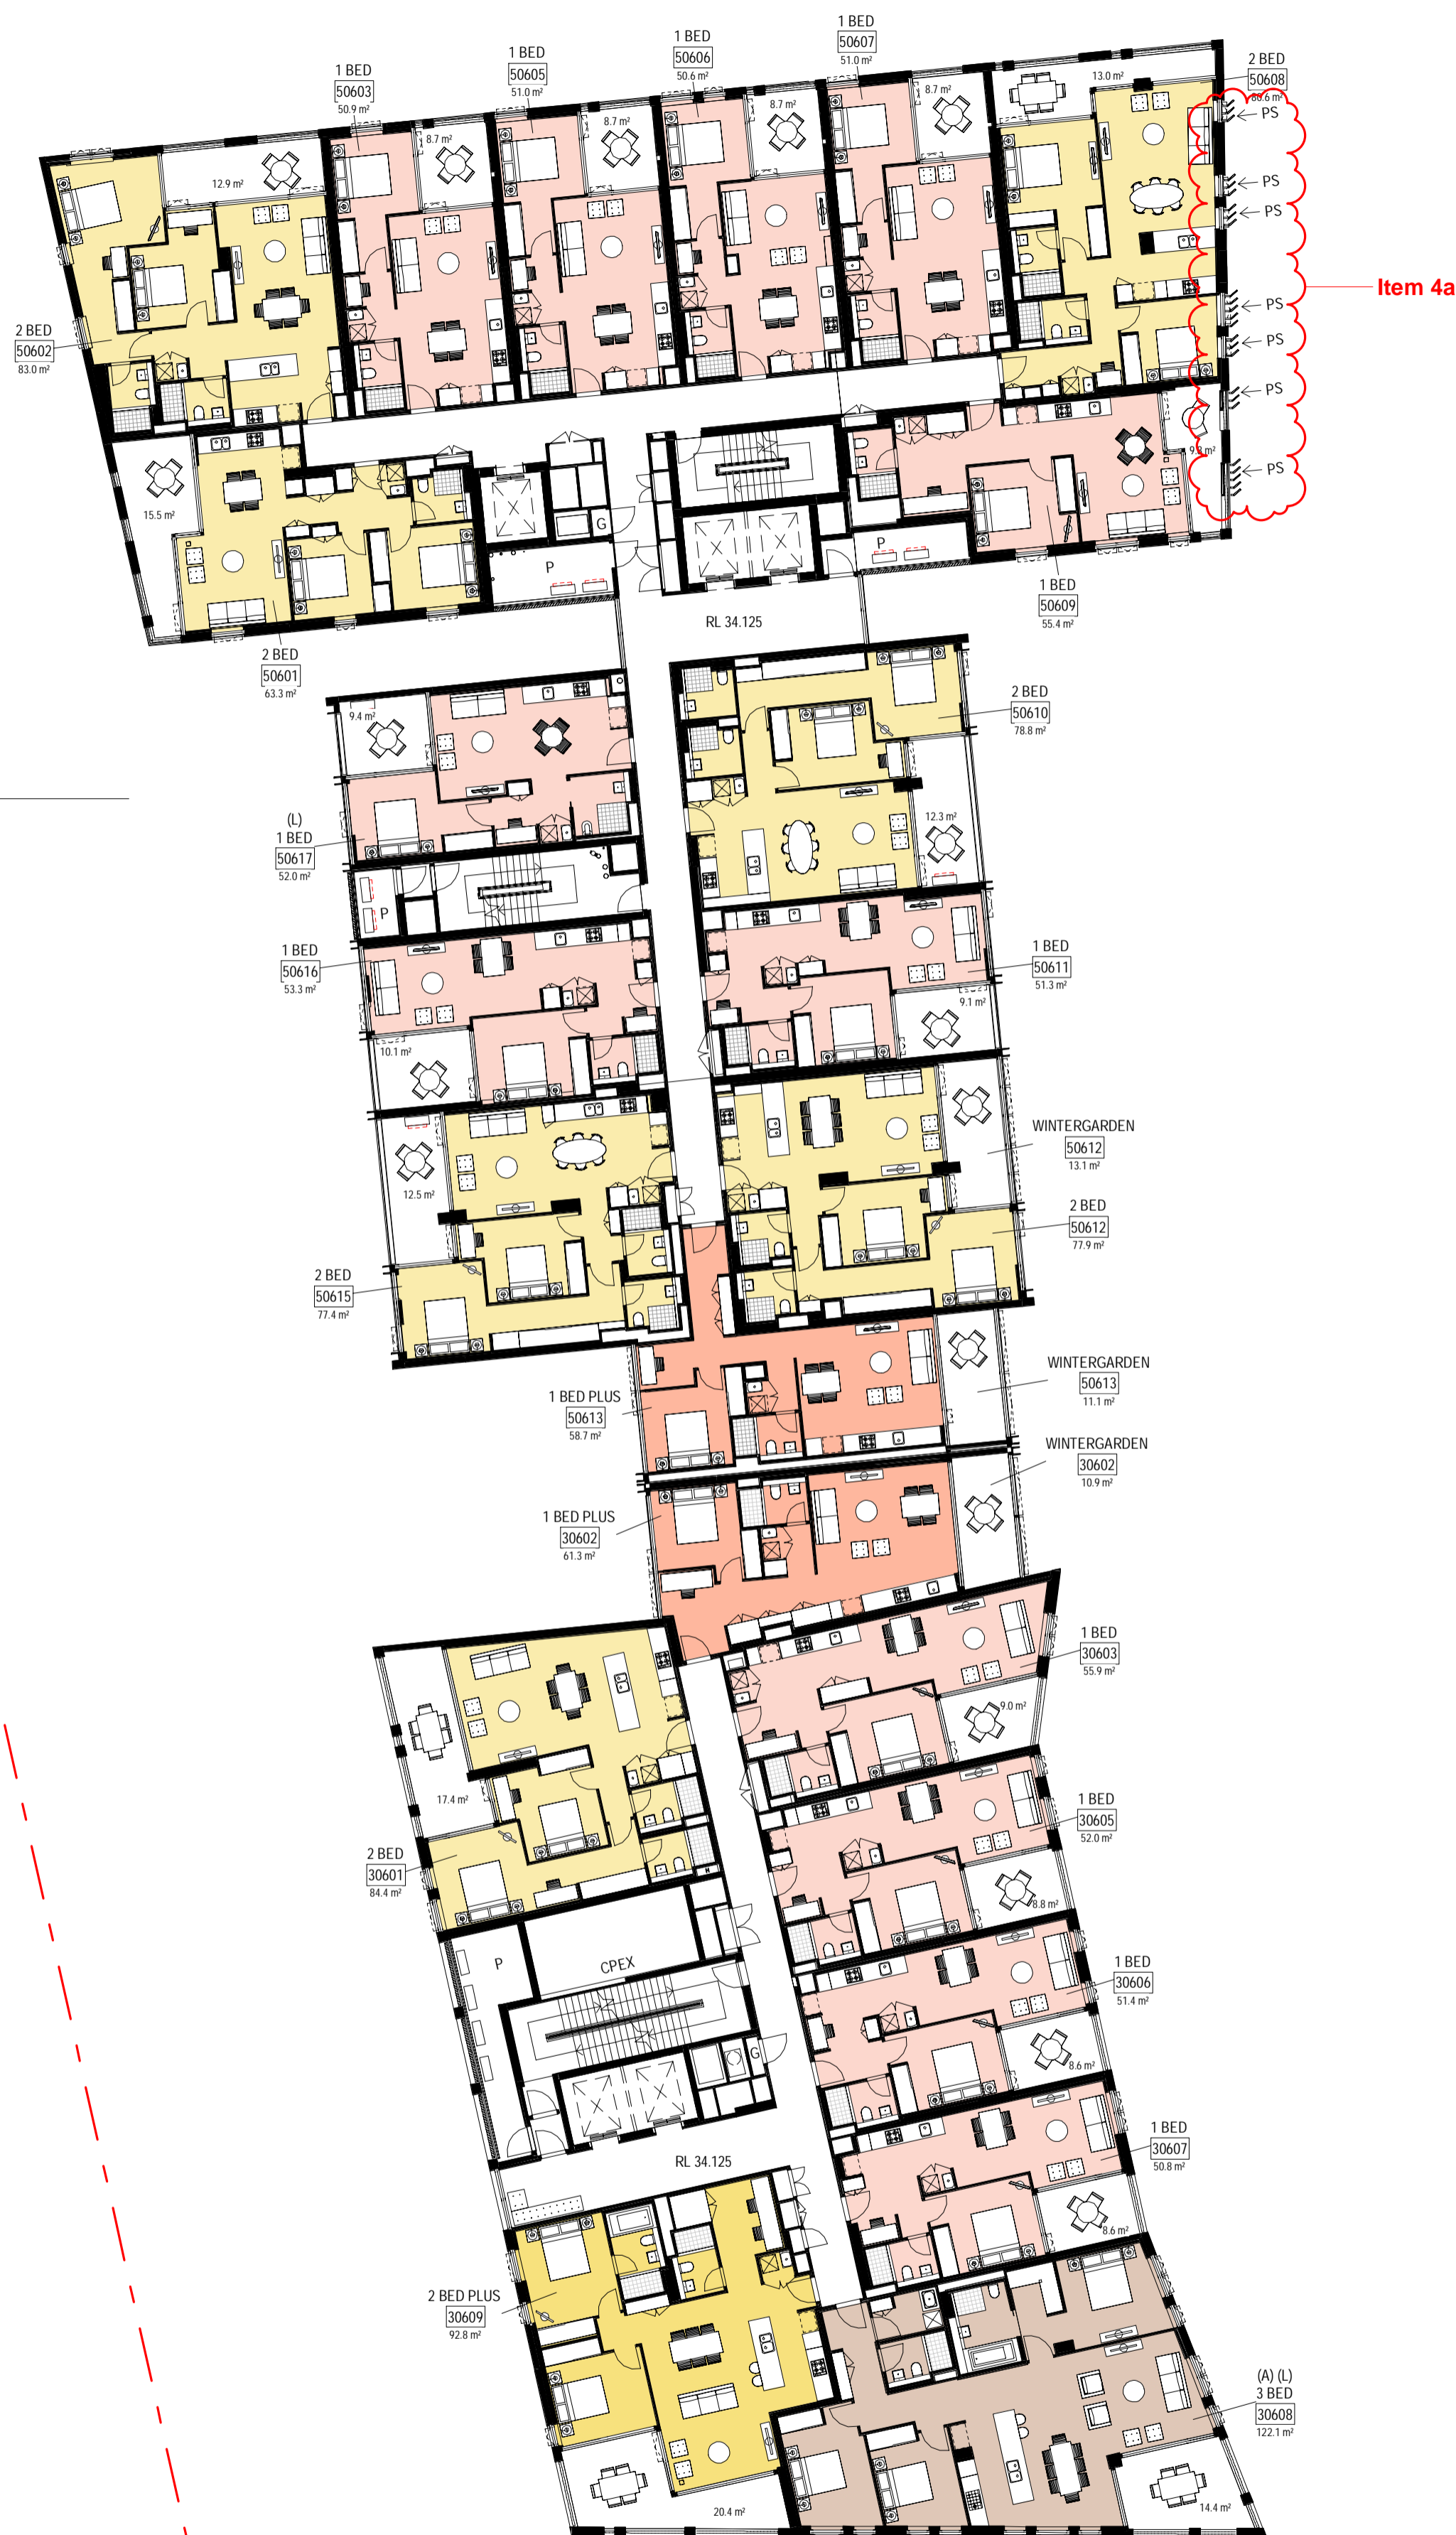 1 BED
50607
51.0 m²
1 BED
50606
50.6 m²
1 BED
50605
51.0 m²
1 BED
50603
50.9 m²
2 BED
50608
13.0 m²
8.7 m²
8.7 m²
8.7 m²
8.7 m²
12.9 m²
PS
PS
PS
PS
PS
PS
PS
Item 4a
2 BED
50602
83.0 m²
15.5 m²
G
P
P
RL 34.125
1 BED
50609
55.4 m²
2 BED
50601
63.3 m²
9.4 m²
2 BED
50610
78.8 m²
(L)
1 BED
50617
52.0 m²
12.3 m²
P
1 BED
50616
53.3 m²
1 BED
50611
51.3 m²
9.1 m²
10.1 m²
WINTERGARDEN
50612
13.1 m²
12.5 m²
2 BED
50612
77.9 m²
2 BED
50615
77.4 m²
WINTERGARDEN
50613
11.1 m²
1 BED PLUS
50613
58.7 m²
WINTERGARDEN
30602
10.9 m²
1 BED PLUS
30602
61.3 m²
1 BED
30603
55.9 m²
9.0 m²
17.4 m²
1 BED
30605
52.0 m²
2 BED
30601
84.4 m²
8.8 m²
P
CPEX
1 BED
30606
51.4 m²
G
8.6 m²
1 BED
30607
50.8 m²
RL 34.125
8.6 m²
2 BED PLUS
30609
92.8 m²
(A) (L)
3 BED
30608
122.1 m²
20.4 m²
14.4 m²